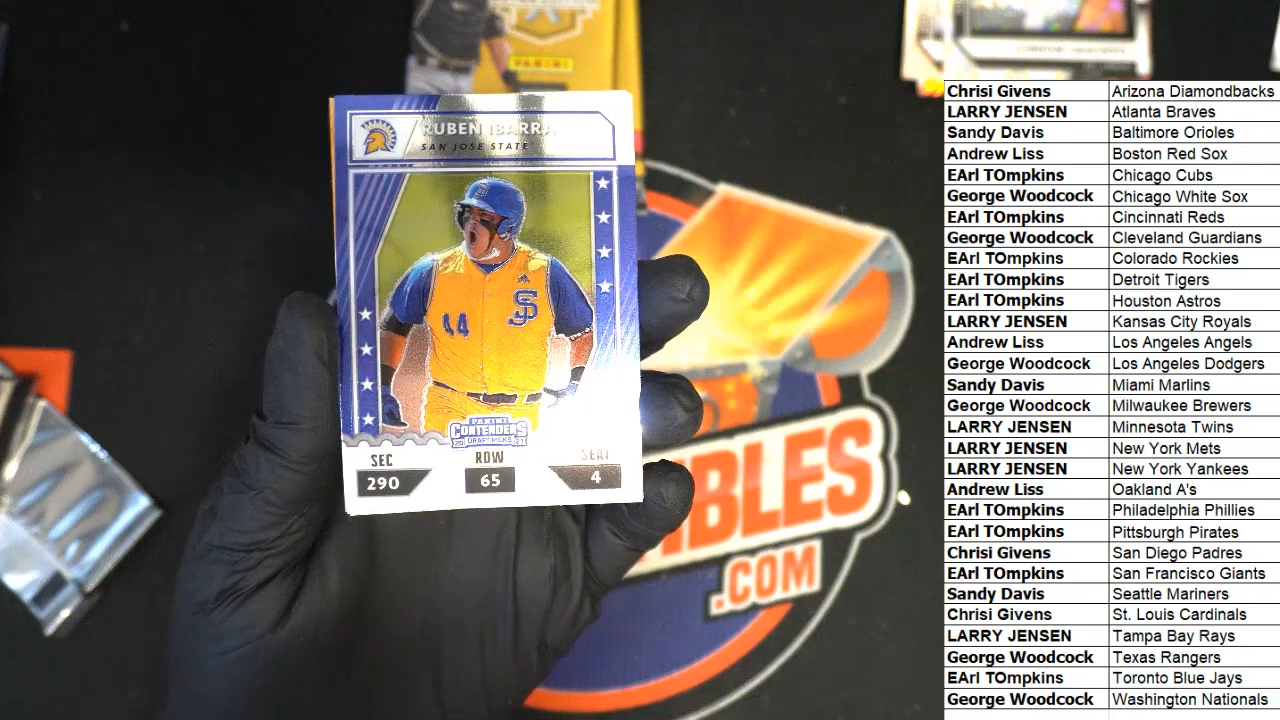 PANINI
RUBEN IBARRA
SAN JOSE STATE
SJ
44
PANINI
CONTENDERS
20 DRAFT PICKS 21
SEC ROW SEAT
290 65 4
IBLES
.COM
Chrisi Givens Arizona Diamondbacks
LARRY JENSEN Atlanta Braves
Sandy Davis Baltimore Orioles
Andrew Liss Boston Red Sox
EArl TOmpkins Chicago Cubs
George Woodcock Chicago White Sox
EArl TOmpkins Cincinnati Reds
George Woodcock Cleveland Guardians
EArl TOmpkins Colorado Rockies
EArl TOmpkins Detroit Tigers
EArl TOmpkins Houston Astros
LARRY JENSEN Kansas City Royals
Andrew Liss Los Angeles Angels
George Woodcock Los Angeles Dodgers
Sandy Davis Miami Marlins
George Woodcock Milwaukee Brewers
LARRY JENSEN Minnesota Twins
LARRY JENSEN New York Mets
LARRY JENSEN New York Yankees
Andrew Liss Oakland A's
EArl TOmpkins Philadelphia Phillies
EArl TOmpkins Pittsburgh Pirates
Chrisi Givens San Diego Padres
EArl TOmpkins San Francisco Giants
Sandy Davis Seattle Mariners
Chrisi Givens St. Louis Cardinals
LARRY JENSEN Tampa Bay Rays
George Woodcock Texas Rangers
EArl TOmpkins Toronto Blue Jays
George Woodcock Washington Nationals